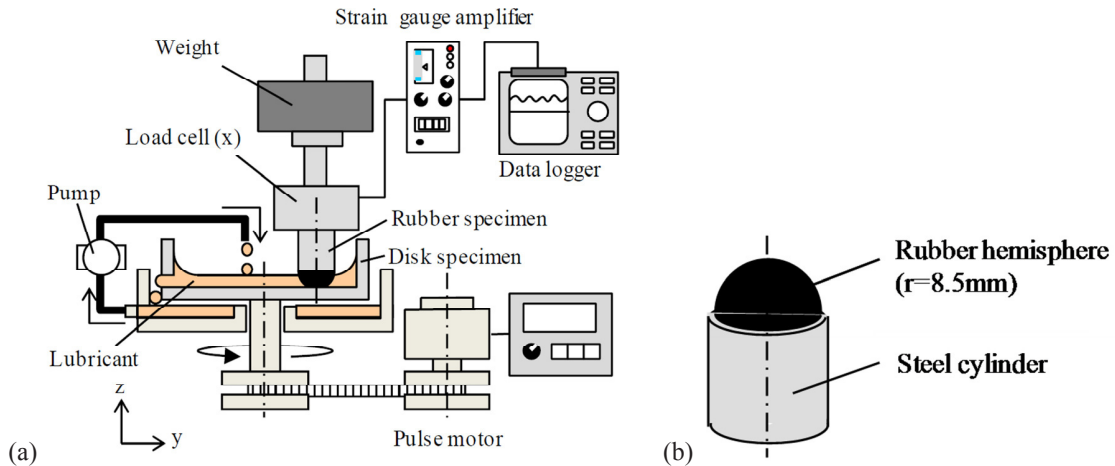 Strain gauge amplifier
Weight
Load cell (x)
Data logger
Pump
Rubber specimen
Disk specimen
Lubricant
z
y
Pulse motor
(a)
Rubber hemisphere
(r=8.5mm)
Steel cylinder
(b)